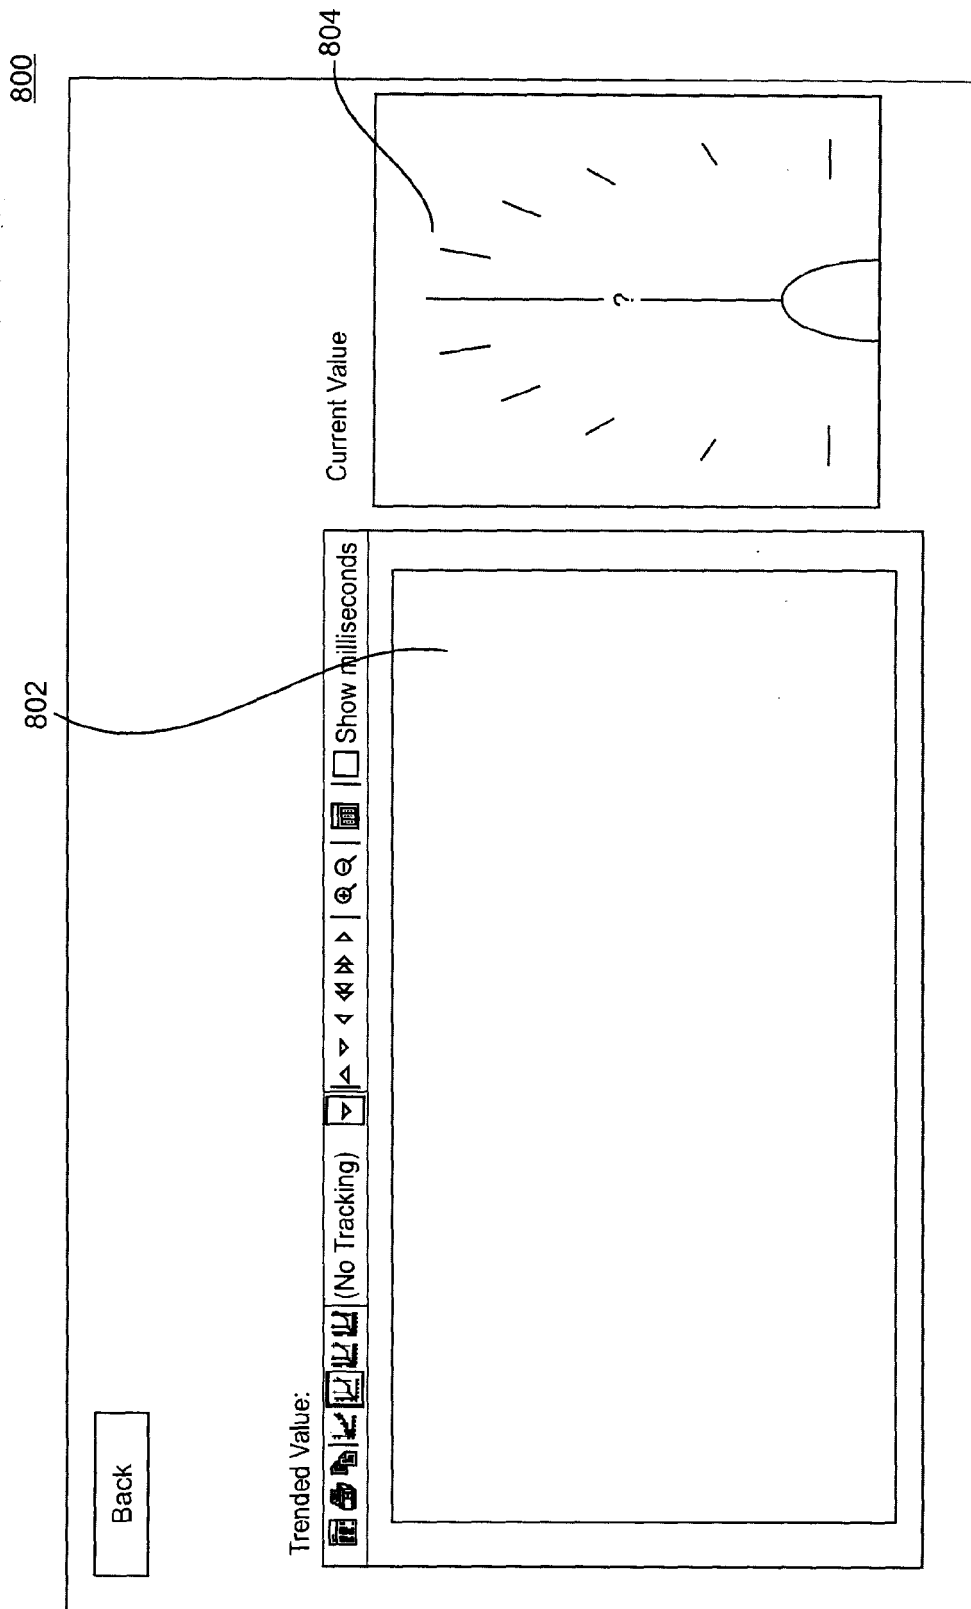 800
Back
Trended Value:
(No Tracking)
Show milliseconds
802
Current Value
804
?